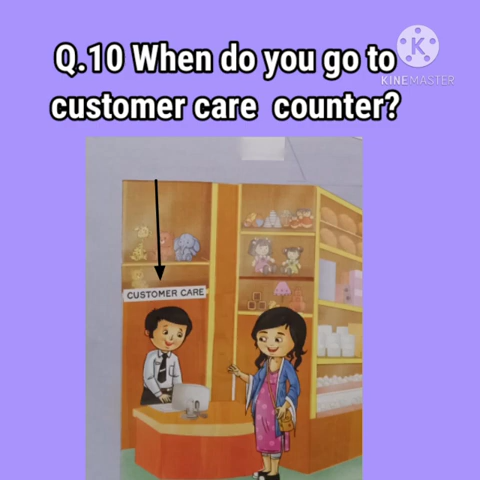 Q.10 When do you go to
K
KINEMASTER
customer care counter?
CUSTOMER CARE